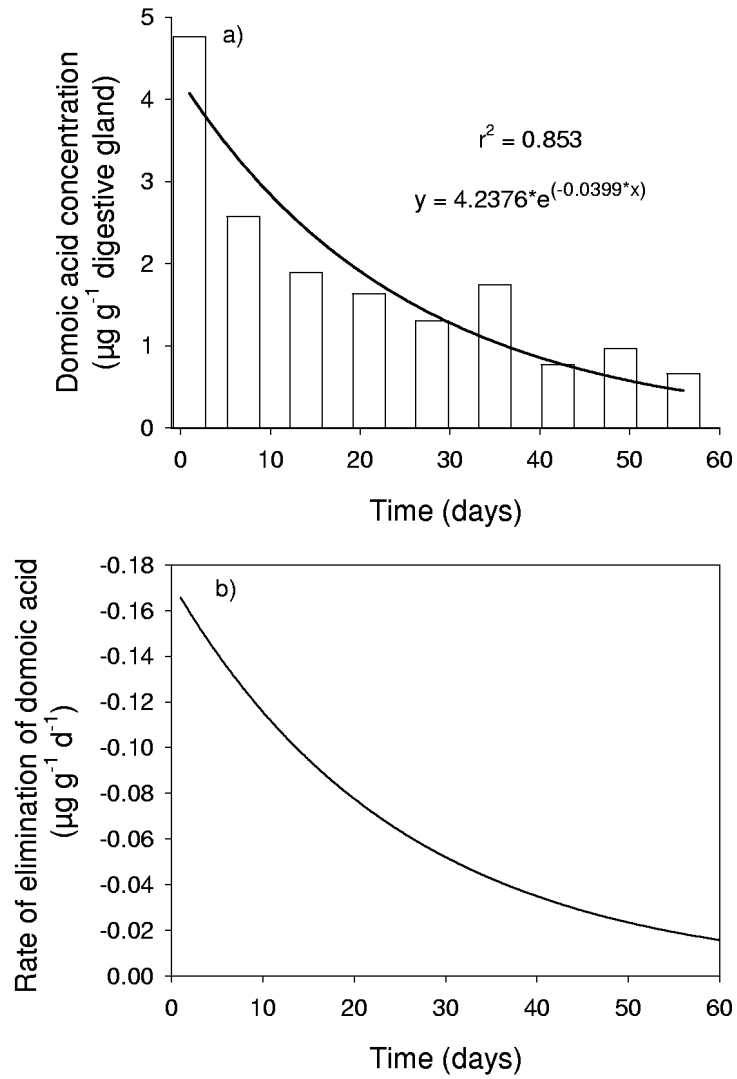 5
4
3
2
1
0
Domoic acid concentration
(µg g⁻¹ digestive gland)
a)
r² = 0.853
y = 4.2376*e^(-0.0399*x)
0 10 20 30 40 50 60
Time (days)
-0.18
-0.16
-0.14
-0.12
-0.10
-0.08
-0.06
-0.04
-0.02
0.00
Rate of elimination of domoic acid
(µg g⁻¹ d⁻¹)
b)
0 10 20 30 40 50 60
Time (days)